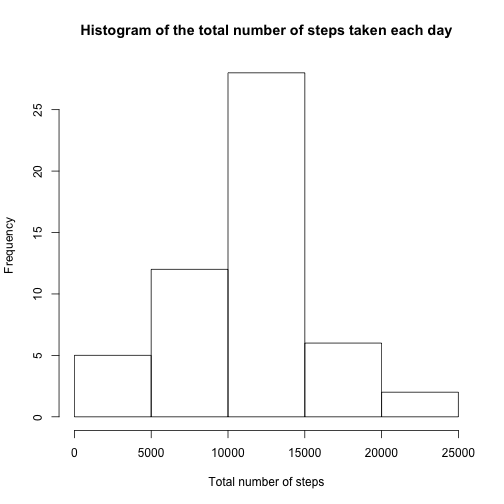 Histogram of the total number of steps taken each day
Frequency
25
20
15
10
5
0
0 5000 10000 15000 20000 25000
Total number of steps